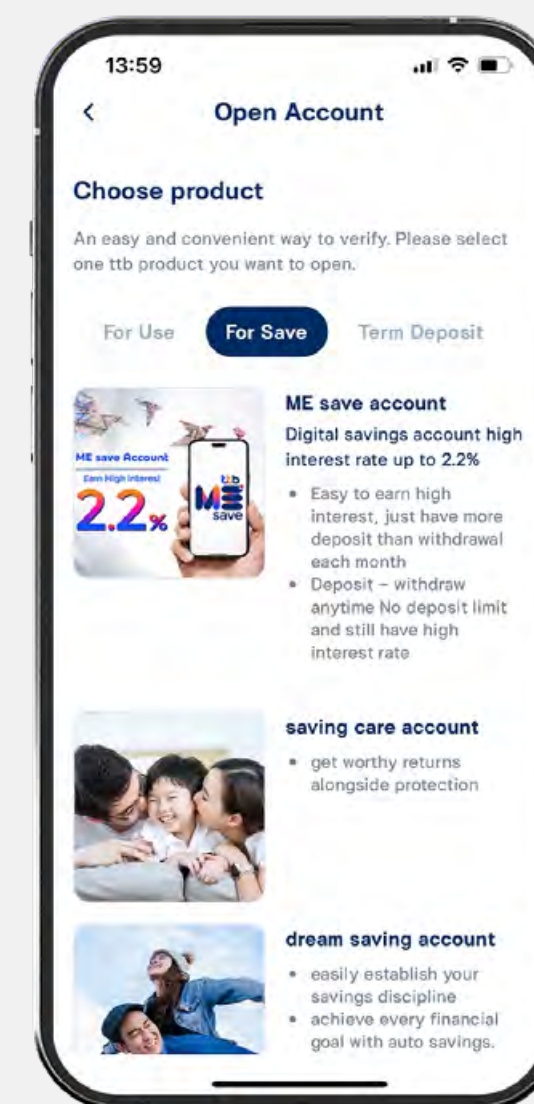 13:59
Open Account
Choose product
An easy and convenient way to verify. Please select
one ttb product you want to open.
For Use
For Save
Term Deposit
ME save Account
Earn High Interest
2.2%
ttb
ME
save
ME save account
Digital savings account high
interest rate up to 2.2%
• Easy to earn high
interest, just have more
deposit than withdrawal
each month
• Deposit – withdraw
anytime No deposit limit
and still have high
interest rate
saving care account
• get worthy returns
alongside protection
dream saving account
• easily establish your
savings discipline
• achieve every financial
goal with auto savings.